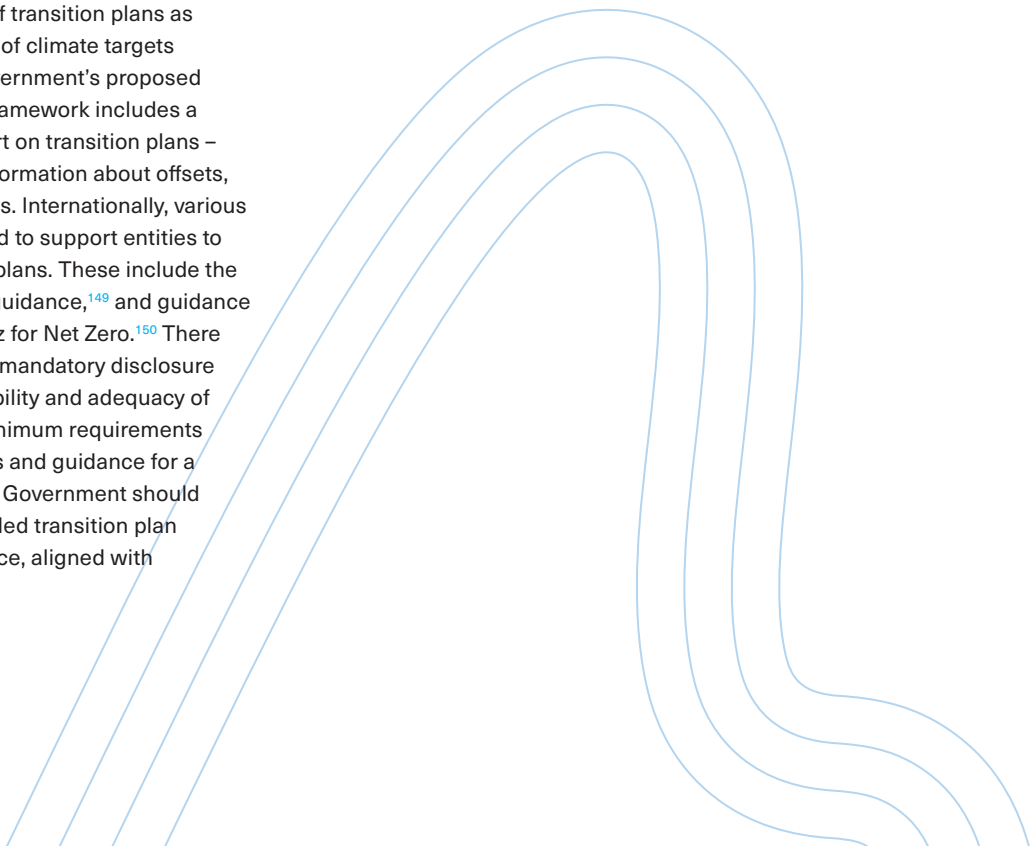 f transition plans as
of climate targets
ernment’s proposed
amework includes a
rt on transition plans –
ormation about offsets,
s. Internationally, various
d to support entities to
plans. These include the
guidance,149 and guidance
z for Net Zero.150 There
mandatory disclosure
bility and adequacy of
nimum requirements
s and guidance for a
Government should
led transition plan
ce, aligned with